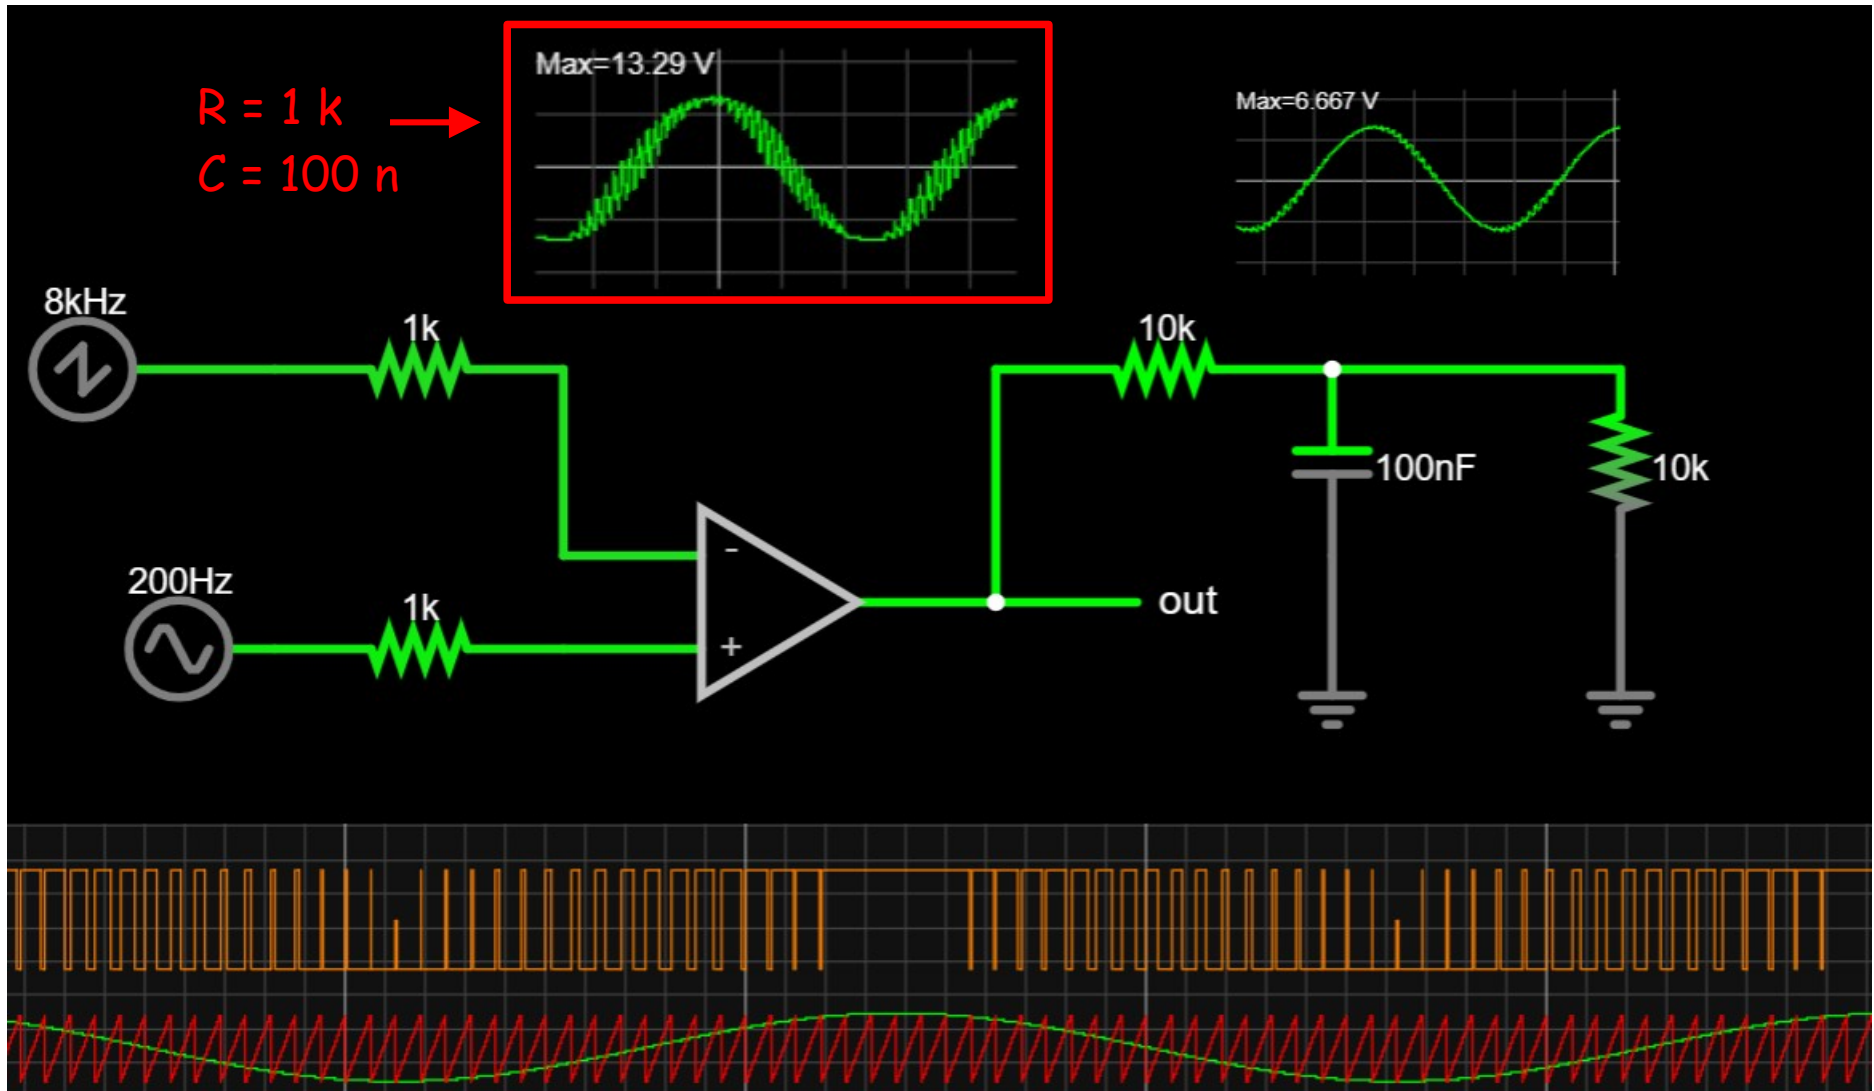 Max=13.29 V
R = 1 k
C = 100 n
Max=6.667 V
8kHz
1k
10k
100nF
10k
200Hz
1k
-
+
out